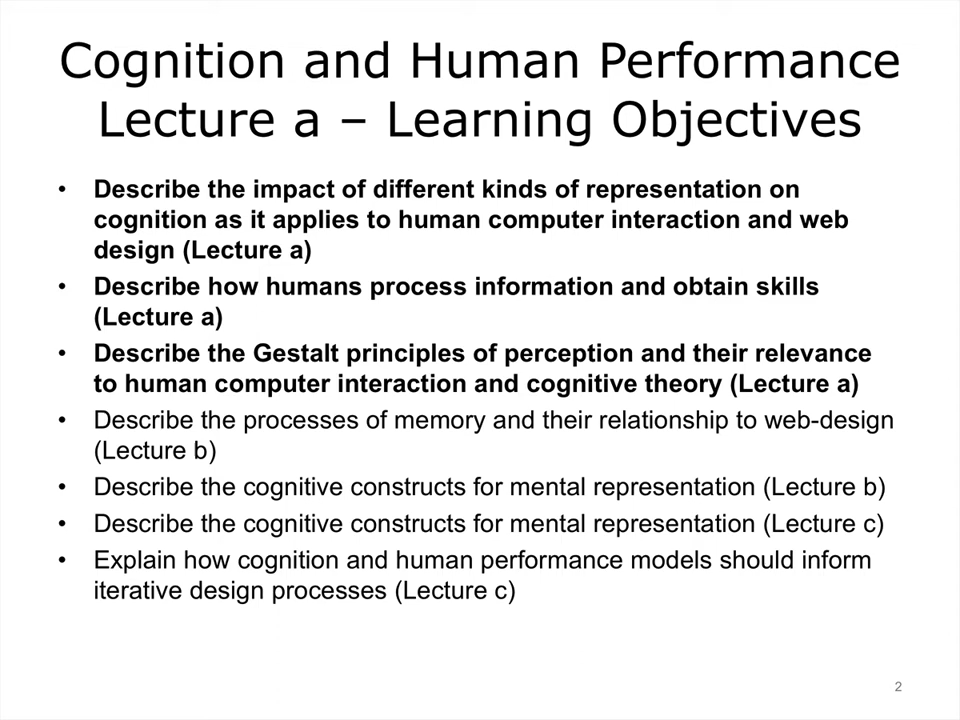 Cognition and Human Performance
Lecture a – Learning Objectives
• Describe the impact of different kinds of representation on
cognition as it applies to human computer interaction and web
design (Lecture a)
• Describe how humans process information and obtain skills
(Lecture a)
• Describe the Gestalt principles of perception and their relevance
to human computer interaction and cognitive theory (Lecture a)
• Describe the processes of memory and their relationship to web-design
(Lecture b)
• Describe the cognitive constructs for mental representation (Lecture b)
• Describe the cognitive constructs for mental representation (Lecture c)
• Explain how cognition and human performance models should inform
iterative design processes (Lecture c)
2